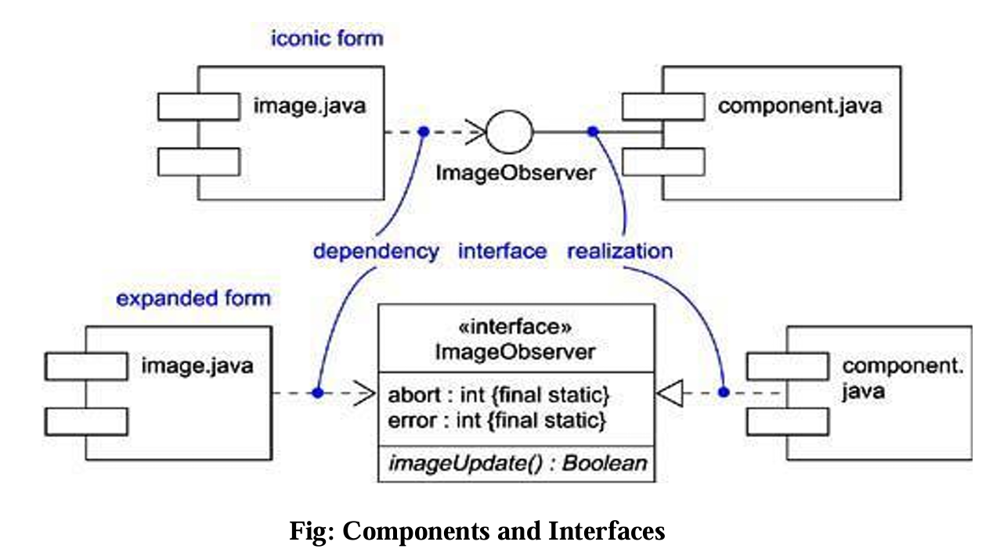 iconic form
image.java
component.java
ImageObserver
dependency interface realization
expanded form
image.java
«interface»
ImageObserver
abort : int {final static}
error : int {final static}
imageUpdate() : Boolean
component.
java
Fig: Components and Interfaces